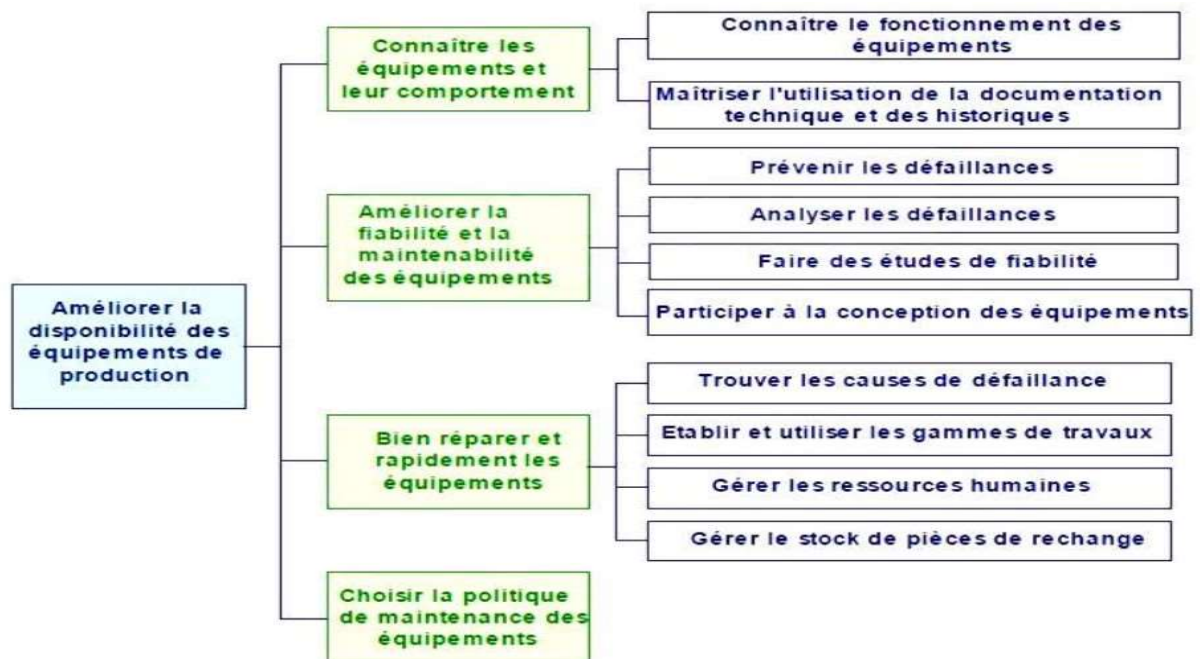 Améliorer la
disponibilité des
équipements de
production
Connaître les
équipements et
leur comportement
Connaître le fonctionnement des
équipements
Maîtriser l'utilisation de la documentation
technique et des historiques
Améliorer la
fiabilité et la
maintenabilité
des équipements
Prévenir les défaillances
Analyser les défaillances
Faire des études de fiabilité
Participer à la conception des équipements
Bien réparer et
rapidement les
équipements
Trouver les causes de défaillance
Etablir et utiliser les gammes de travaux
Gérer les ressources humaines
Gérer le stock de pièces de rechange
Choisir la politique
de maintenance des
équipements